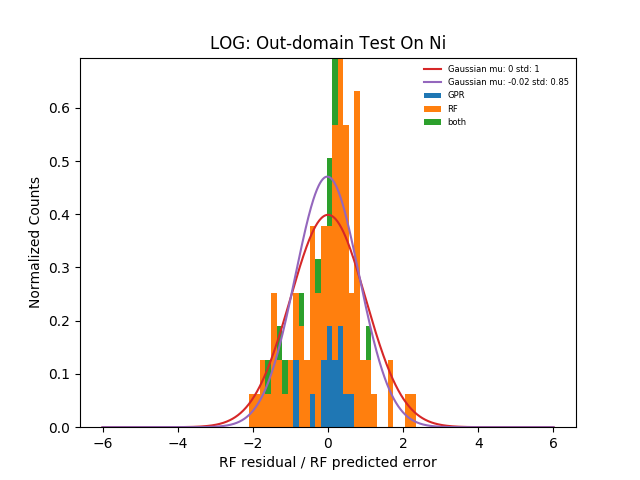 LOG: Out-domain Test On Ni
Gaussian mu: 0 std: 1
Gaussian mu: -0.02 std: 0.85
GPR
RF
both
Normalized Counts
0.6
0.5
0.4
0.3
0.2
0.1
0.0
−6 −4 −2 0 2 4 6
RF residual / RF predicted error